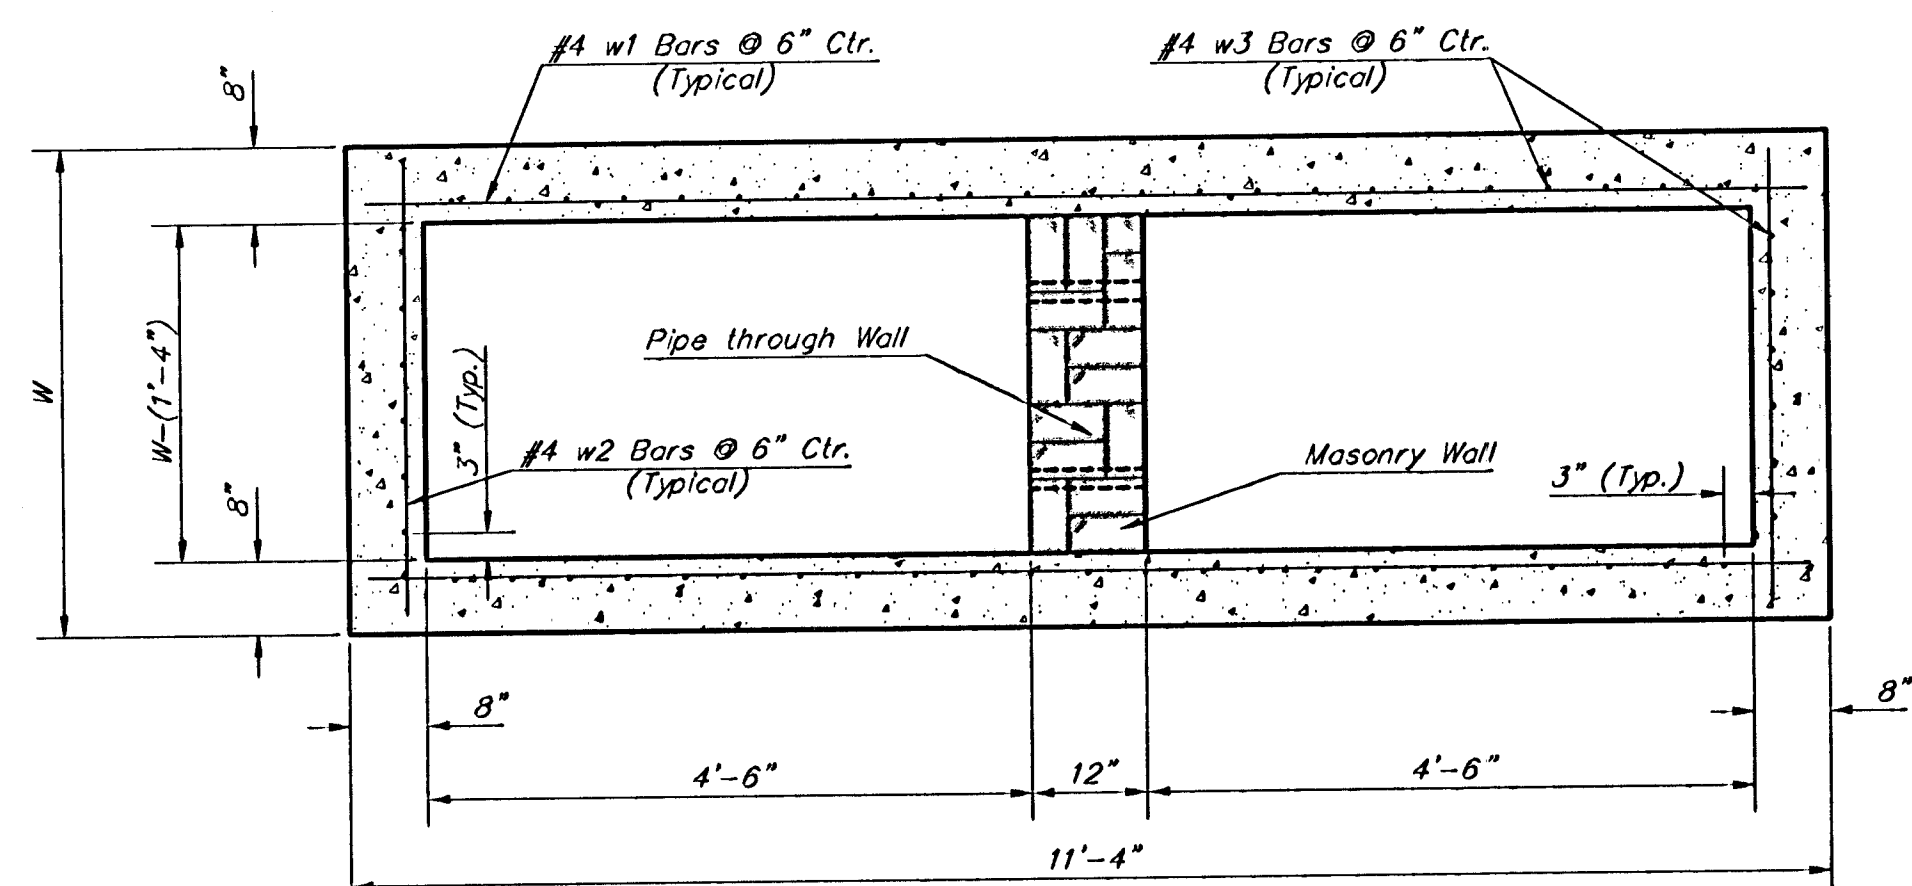 #4 w1 Bars @ 6" Ctr.
(Typical)
#4 w3 Bars @ 6" Ctr.
(Typical)
8"
W
W-(1'-4")
8"
Pipe through Wall
3" (Typ.)
#4 w2 Bars @ 6" Ctr.
(Typical)
Masonry Wall
3" (Typ.)
8"
8"
4'-6"
12"
4'-6"
11'-4"